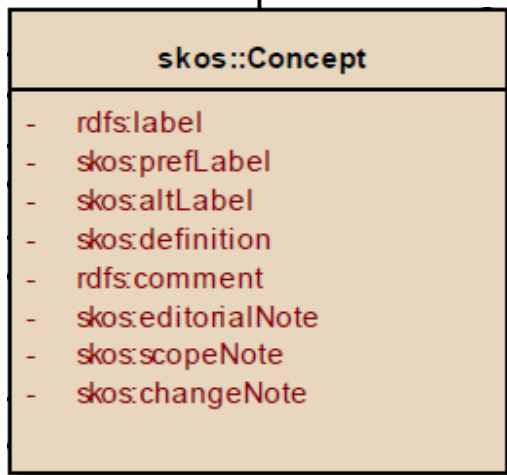 skos::Concept
- rdfs:label
- skos:prefLabel
- skos:altLabel
- skos:definition
- rdfs:comment
- skos:editorialNote
- skos:scopeNote
- skos:changeNote